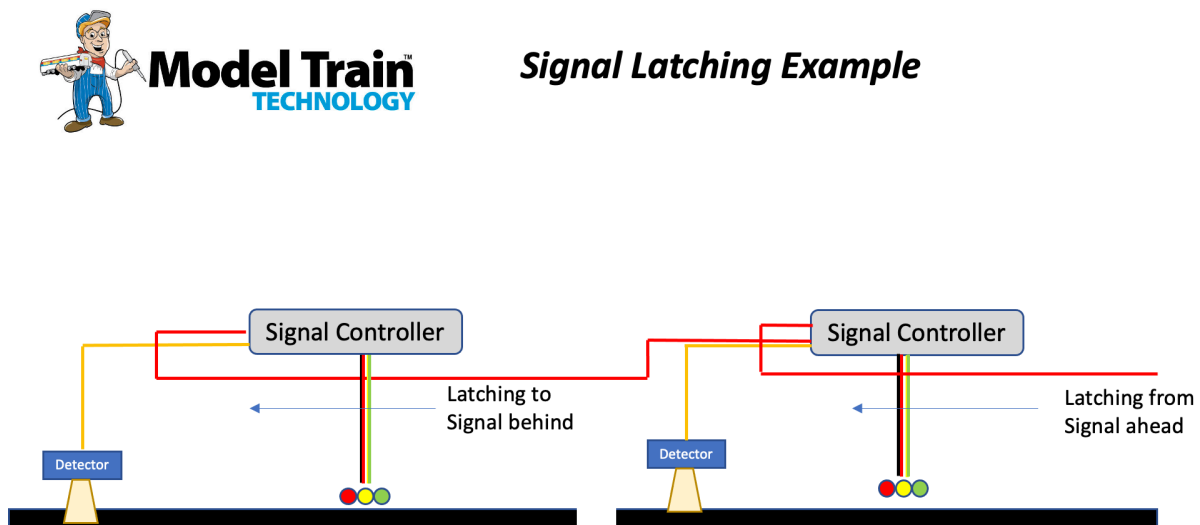 Model Train™
TECHNOLOGY
Signal Latching Example
Signal Controller
Signal Controller
Latching to
Signal behind
Latching from
Signal ahead
Detector
Detector